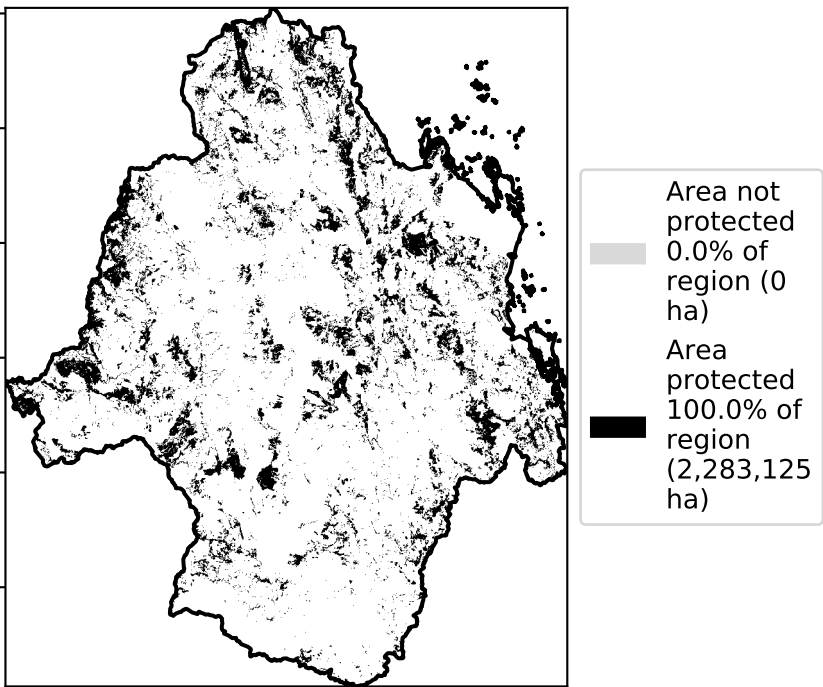 Area not
protected
0.0% of
region (0
ha)
Area
protected
100.0% of
region
(2,283,125
ha)